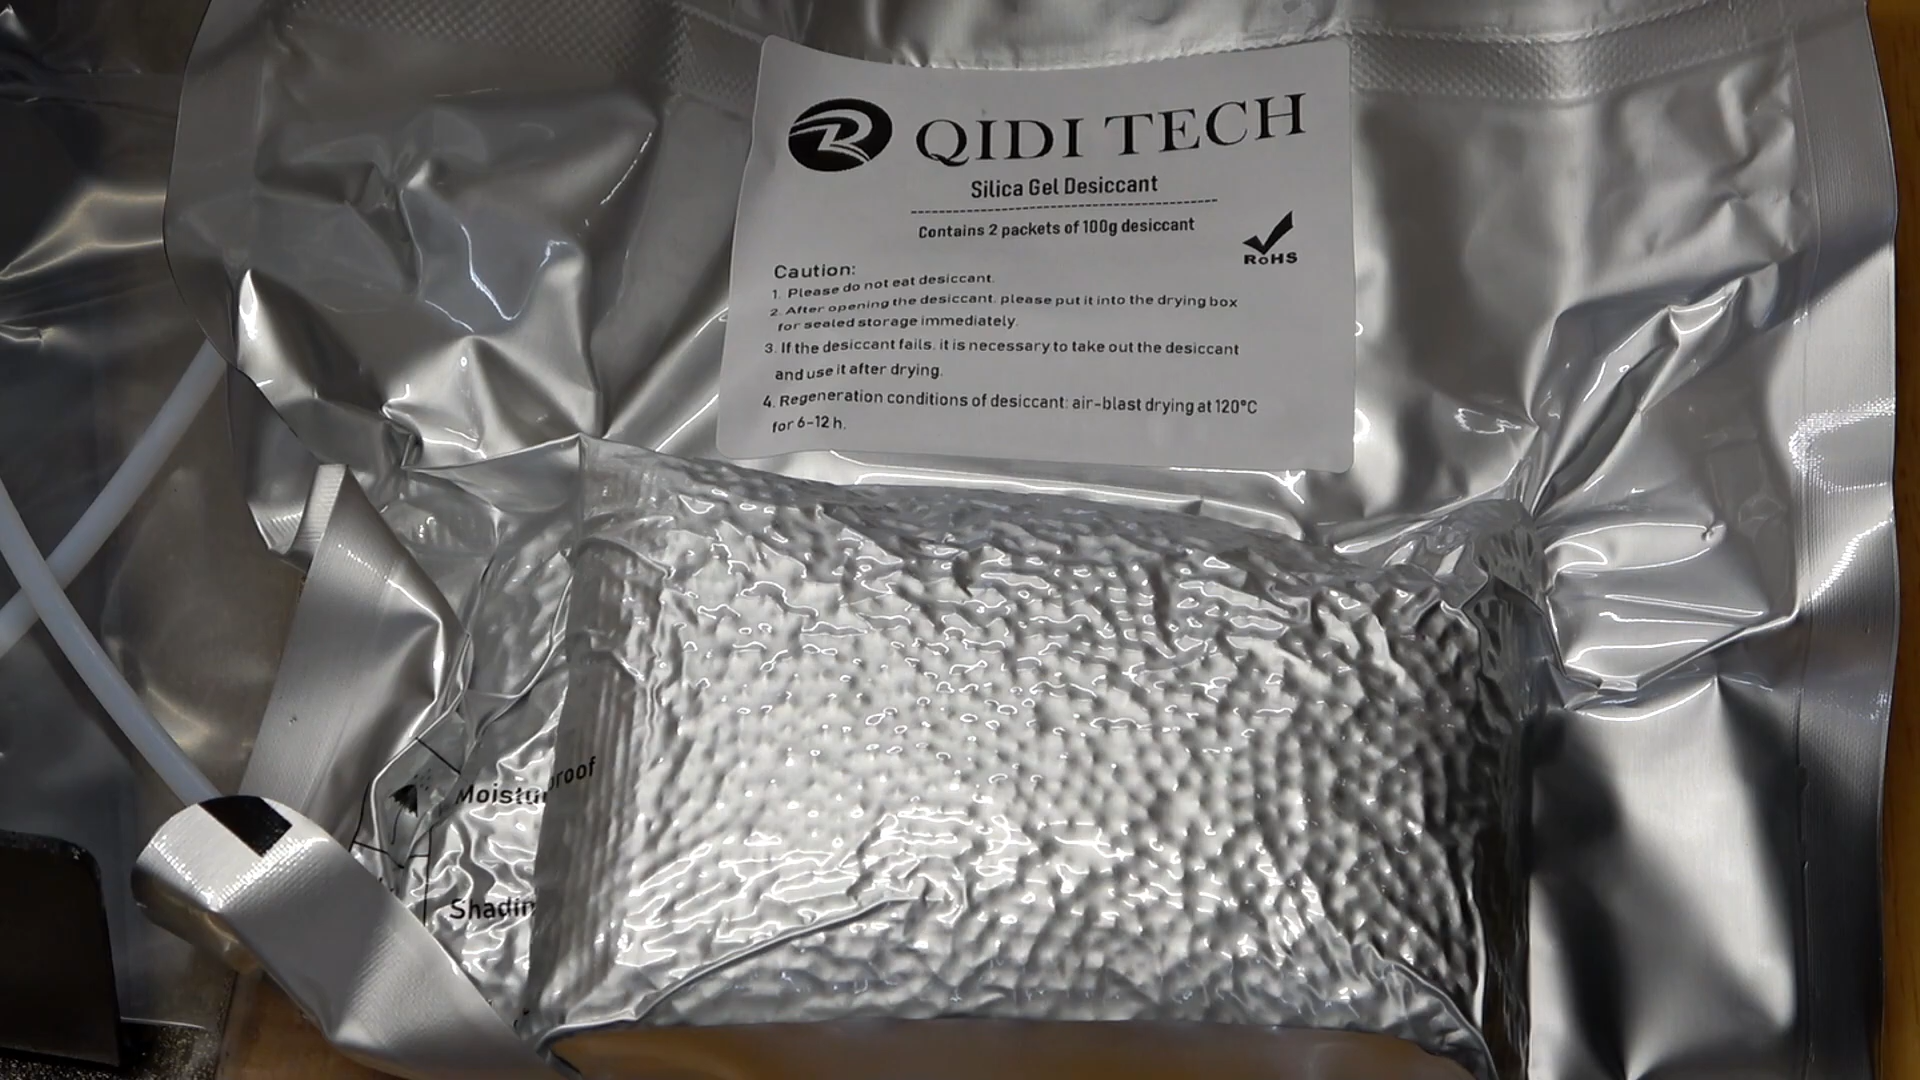 QIDI TECH
Silica Gel Desiccant
Contains 2 packets of 100g desiccant
RoHS
Caution:
1. Please do not eat desiccant.
2. After opening the desiccant, please put it into the drying box
for sealed storage immediately.
3. If the desiccant fails, it is necessary to take out the desiccant
and use it after drying.
4. Regeneration conditions of desiccant: air-blast drying at 120°C
for 6-12 h.
proof